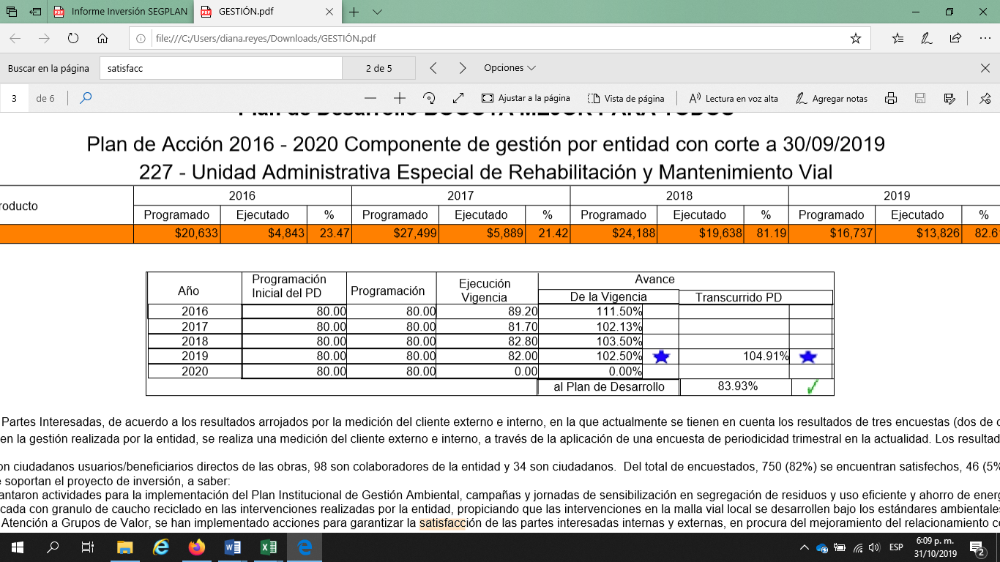 Informe Inversión SEGPLAN
GESTIÓN.pdf
file:///C:/Users/diana.reyes/Downloads/GESTIÓN.pdf
Buscar en la página satisfacc 2 de 5 Opciones
3 de 6 Ajustar a la página Vista de página Lectura en voz alta Agregar notas
Plan de Desarrollo BOGOTÁ MEJOR PARA TODOS
Plan de Acción 2016 - 2020 Componente de gestión por entidad con corte a 30/09/2019
227 - Unidad Administrativa Especial de Rehabilitación y Mantenimiento Vial
roducto 2016 2017 2018 2019
Programado Ejecutado % Programado Ejecutado % Programado Ejecutado % Programado Ejecutado %
$20,633 $4,843 23.47 $27,499 $5,889 21.42 $24,188 $19,638 81.19 $16,737 $13,826 82.6
Año Programación Inicial del PD Programación Ejecución Vigencia Avance
De la Vigencia Transcurrido PD
2016 80.00 80.00 89.20 111.50%
2017 80.00 80.00 81.70 102.13%
2018 80.00 80.00 82.80 103.50%
2019 80.00 80.00 82.00 102.50% 104.91%
2020 80.00 80.00 0.00 0.00%
al Plan de Desarrollo 83.93%
Partes Interesadas, de acuerdo a los resultados arrojados por la medición del cliente externo e interno, en la que actualmente se tienen en cuenta los resultados de tres encuestas (dos de c
en la gestión realizada por la entidad, se realiza una medición del cliente externo e interno, a través de la aplicación de una encuesta de periodicidad trimestral en la actualidad. Los resultad
on ciudadanos usuarios/beneficiarios directos de las obras, 98 son colaboradores de la entidad y 34 son ciudadanos. Del total de encuestados, 750 (82%) se encuentran satisfechos, 46 (5%
e soportan el proyecto de inversión, a saber:
antaron actividades para la implementación del Plan Institucional de Gestión Ambiental, campañas y jornadas de sensibilización en segregación de residuos y uso eficiente y ahorro de energ
cada con granulo de caucho reciclado en las intervenciones realizadas por la entidad, propiciando que las intervenciones en la malla vial local se desarrollen bajo los estándares ambientale
Atención a Grupos de Valor, se han implementado acciones para garantizar la satisfacción de las partes interesadas internas y externas, en procura del mejoramiento del relacionamiento c
ESP
6:09 p. m.
31/10/2019
2